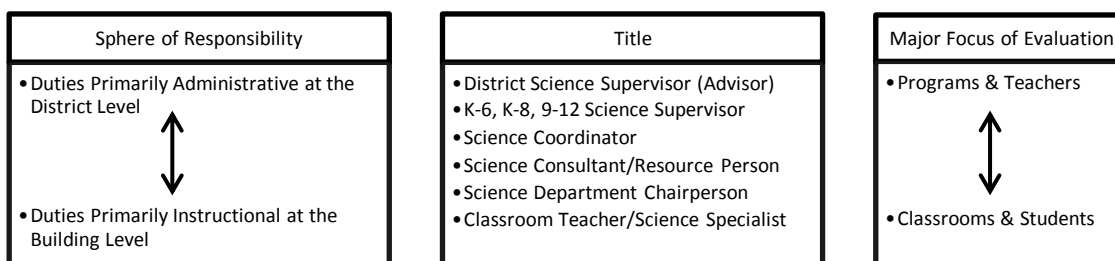 Sphere of Responsibility
• Duties Primarily Administrative at the
District Level
• Duties Primarily Instructional at the
Building Level
Title
• District Science Supervisor (Advisor)
• K-6, K-8, 9-12 Science Supervisor
• Science Coordinator
• Science Consultant/Resource Person
• Science Department Chairperson
• Classroom Teacher/Science Specialist
Major Focus of Evaluation
• Programs & Teachers
• Classrooms & Students